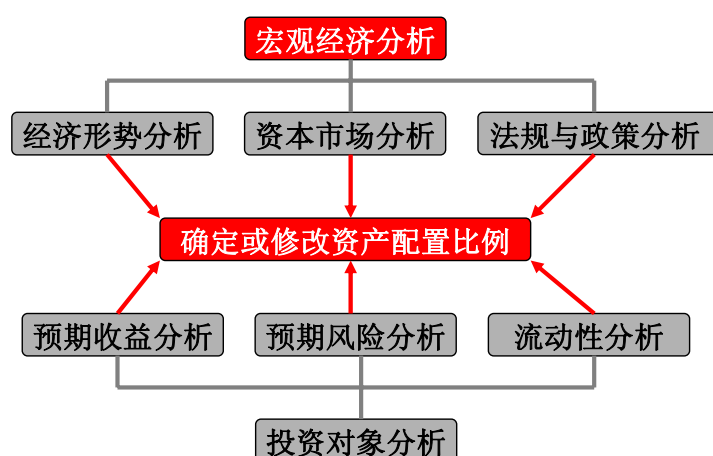 宏观经济分析
经济形势分析
资本市场分析
法规与政策分析
确定或修改资产配置比例
预期收益分析
预期风险分析
流动性分析
投资对象分析